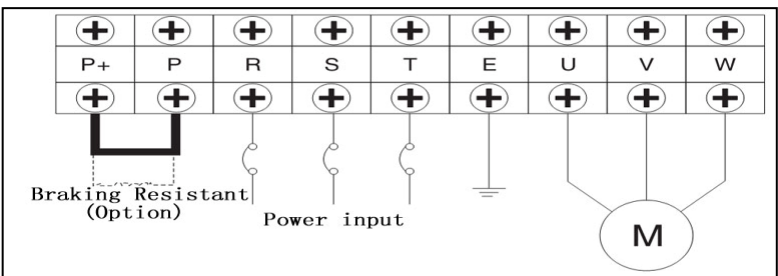 P+ P R S T E U V W
Braking Resistant
(Option)
Power input
M